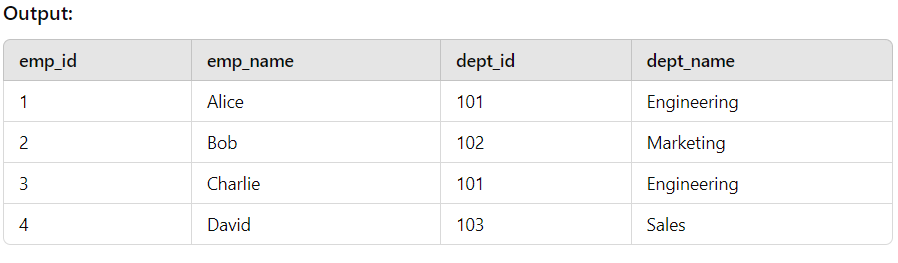 Output:
emp_id emp_name dept_id dept_name
1 Alice 101 Engineering
2 Bob 102 Marketing
3 Charlie 101 Engineering
4 David 103 Sales